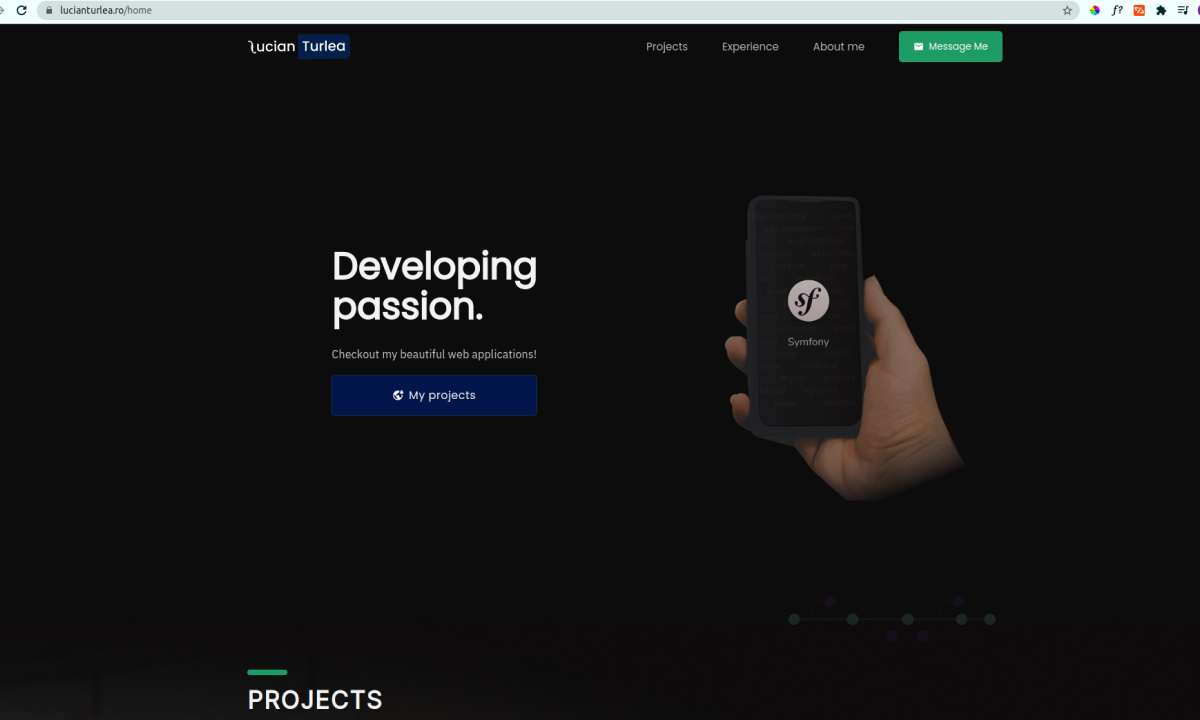 lucianturlea.ro/home
f?
Lucian Turlea
Projects
Experience
About me
Message Me
Developing
passion.
Checkout my beautiful web applications!
My projects
sf
Symfony
PROJECTS